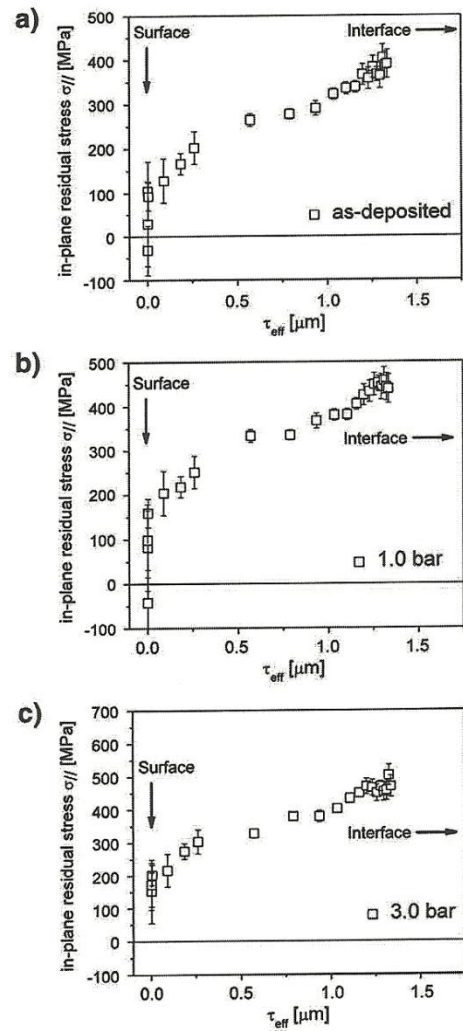 a)
in-plane residual stress σ// [MPa]
500
400
300
200
100
0
-100
Surface
Interface
as-deposited
0.0
0.5
1.0
1.5
τeff [μm]
b)
in-plane residual stress σ// [MPa]
500
400
300
200
100
0
-100
Surface
Interface
1.0 bar
0.0
0.5
1.0
1.5
τeff [μm]
c)
in-plane residual stress σ// [MPa]
700
600
500
400
300
200
100
0
-100
Surface
Interface
3.0 bar
0.0
0.5
1.0
1.5
τeff [μm]